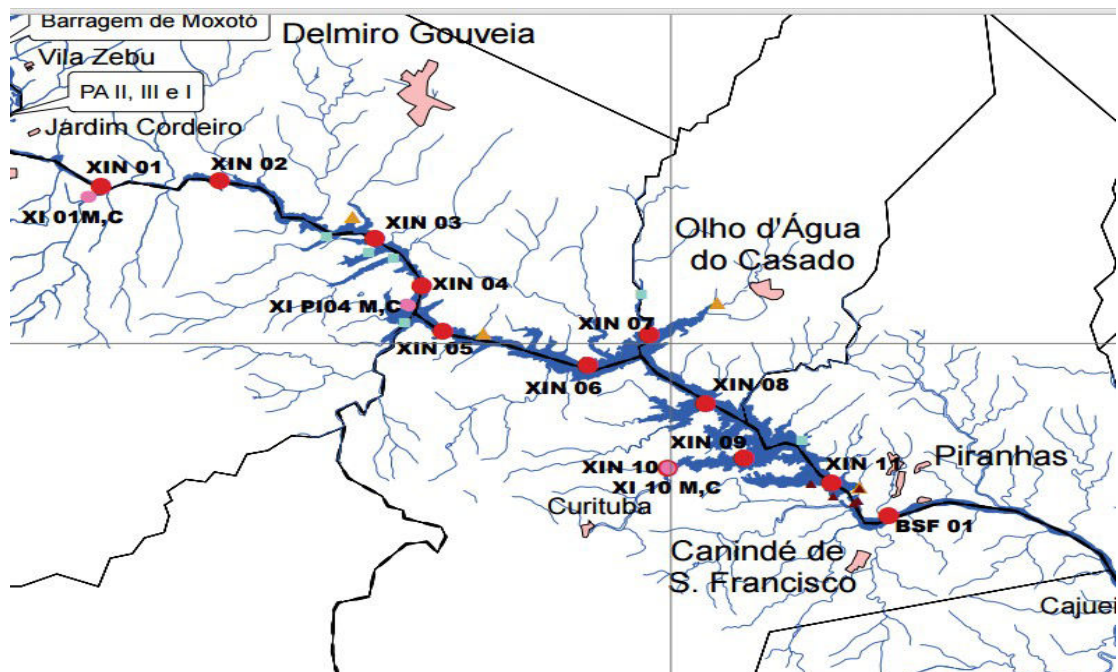 Barragem de Moxotó
Delmiro Gouveia
Vila Zebu
PA II, III e I
Jardim Cordeiro
XIN 01
XIN 02
XI 01M,C
XIN 03
Olho d'Água
do Casado
XIN 04
XI PI04 M,C
XIN 05
XIN 07
XIN 06
XIN 08
XIN 09
XIN 10
XI 10 M,C
XIN 11
Piranhas
Curituba
BSF 01
Canindé de
S. Francisco
Cajuei